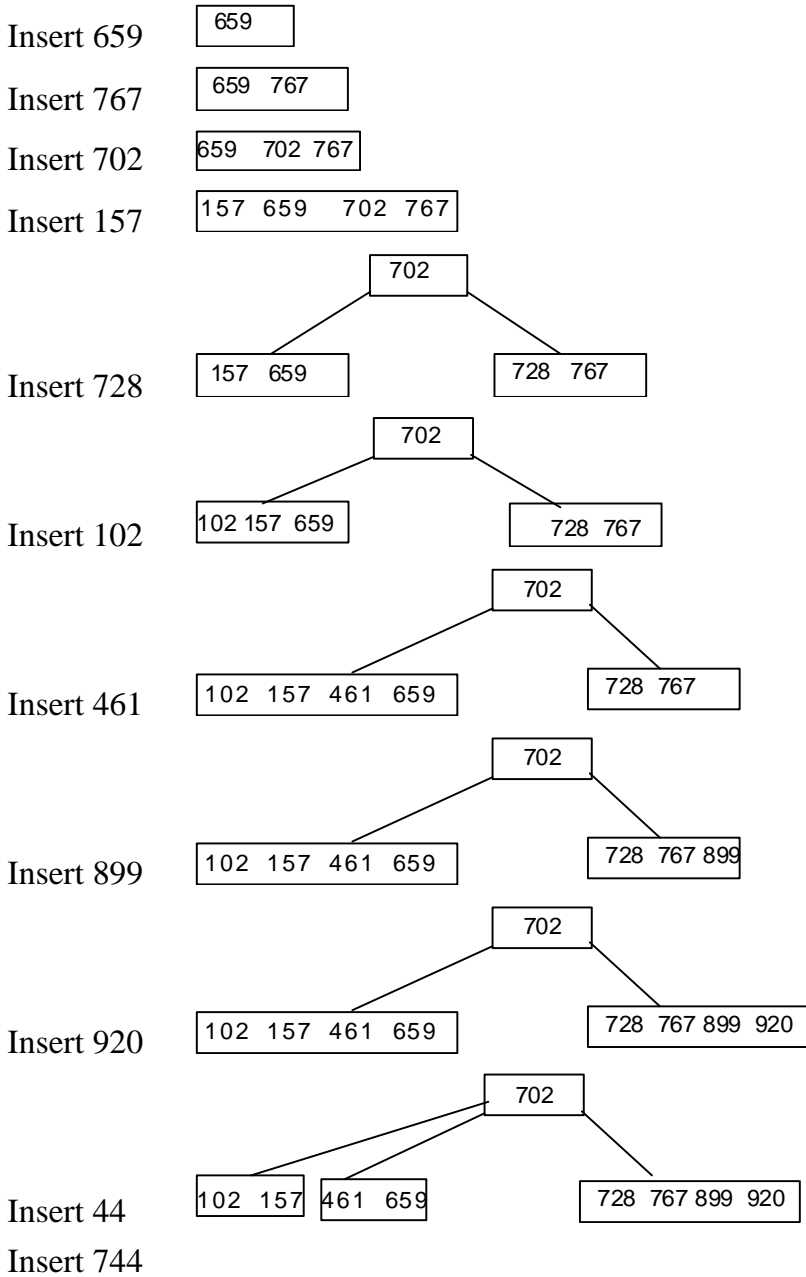 Insert 659 659
Insert 767 659 767
Insert 702 659 702 767
Insert 157 157 659 702 767
702
Insert 728 157 659 728 767
702
Insert 102 102 157 659 728 767
702
Insert 461 102 157 461 659 728 767
702
Insert 899 102 157 461 659 728 767 899
702
Insert 920 102 157 461 659 728 767 899 920
702
Insert 44 102 157 461 659 728 767 899 920
Insert 744